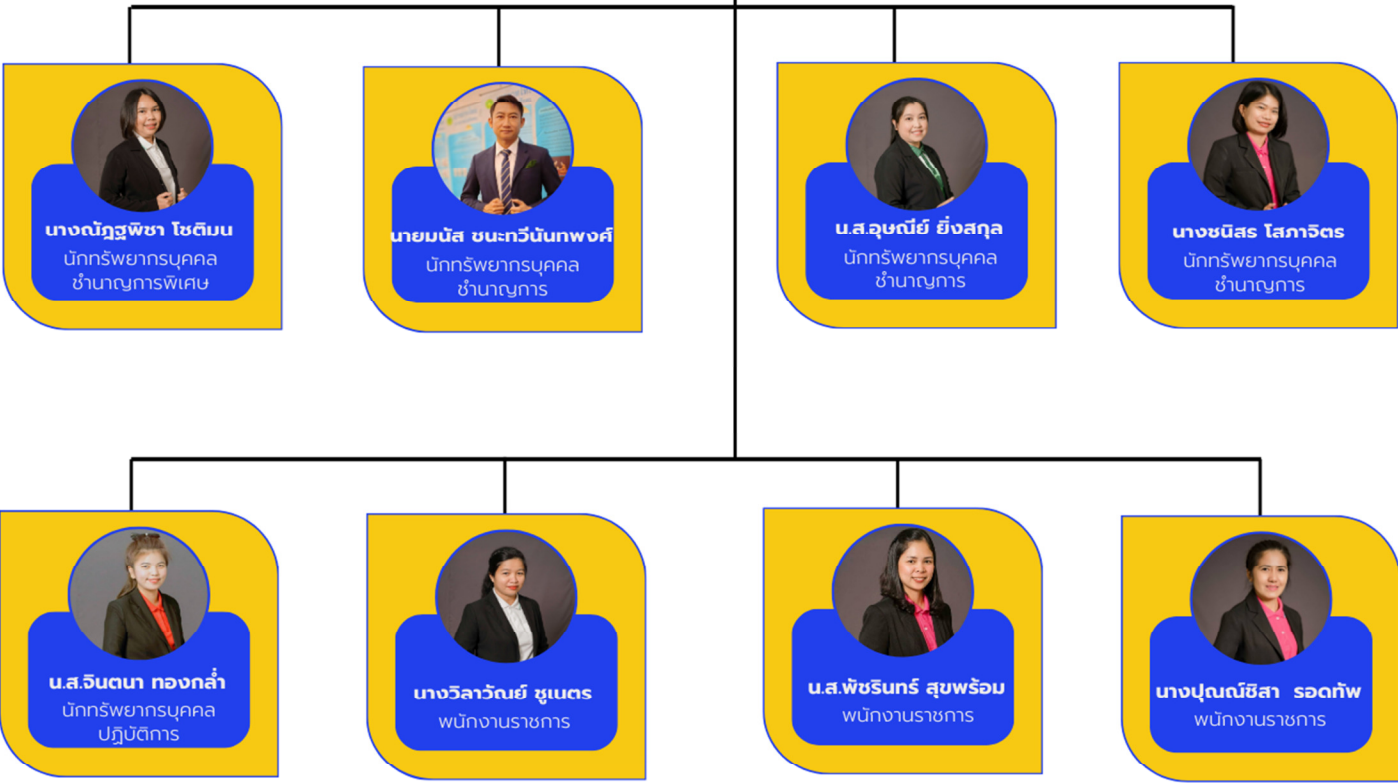 นางณัฎฐพิชา โชติมน
นักทรัพยากรบุคคล
ชำนาญการพิเศษ
นายมนัส ชนะทวีนันทพงศ์
นักทรัพยากรบุคคล
ชำนาญการ
น.ส.อุษณีย์ ยิ่งสกุล
นักทรัพยากรบุคคล
ชำนาญการ
นางชนิสร โสภาจิตร
นักทรัพยากรบุคคล
ชำนาญการ
น.ส.จินตนา ทองกล่ำ
นักทรัพยากรบุคคล
ปฏิบัติการ
นางวิลาวัณย์ ชูเนตร
พนักงานราชการ
น.ส.พัชรินทร์ สุขพร้อม
พนักงานราชการ
นางปุณณ์ชิสา รอดทัพ
พนักงานราชการ